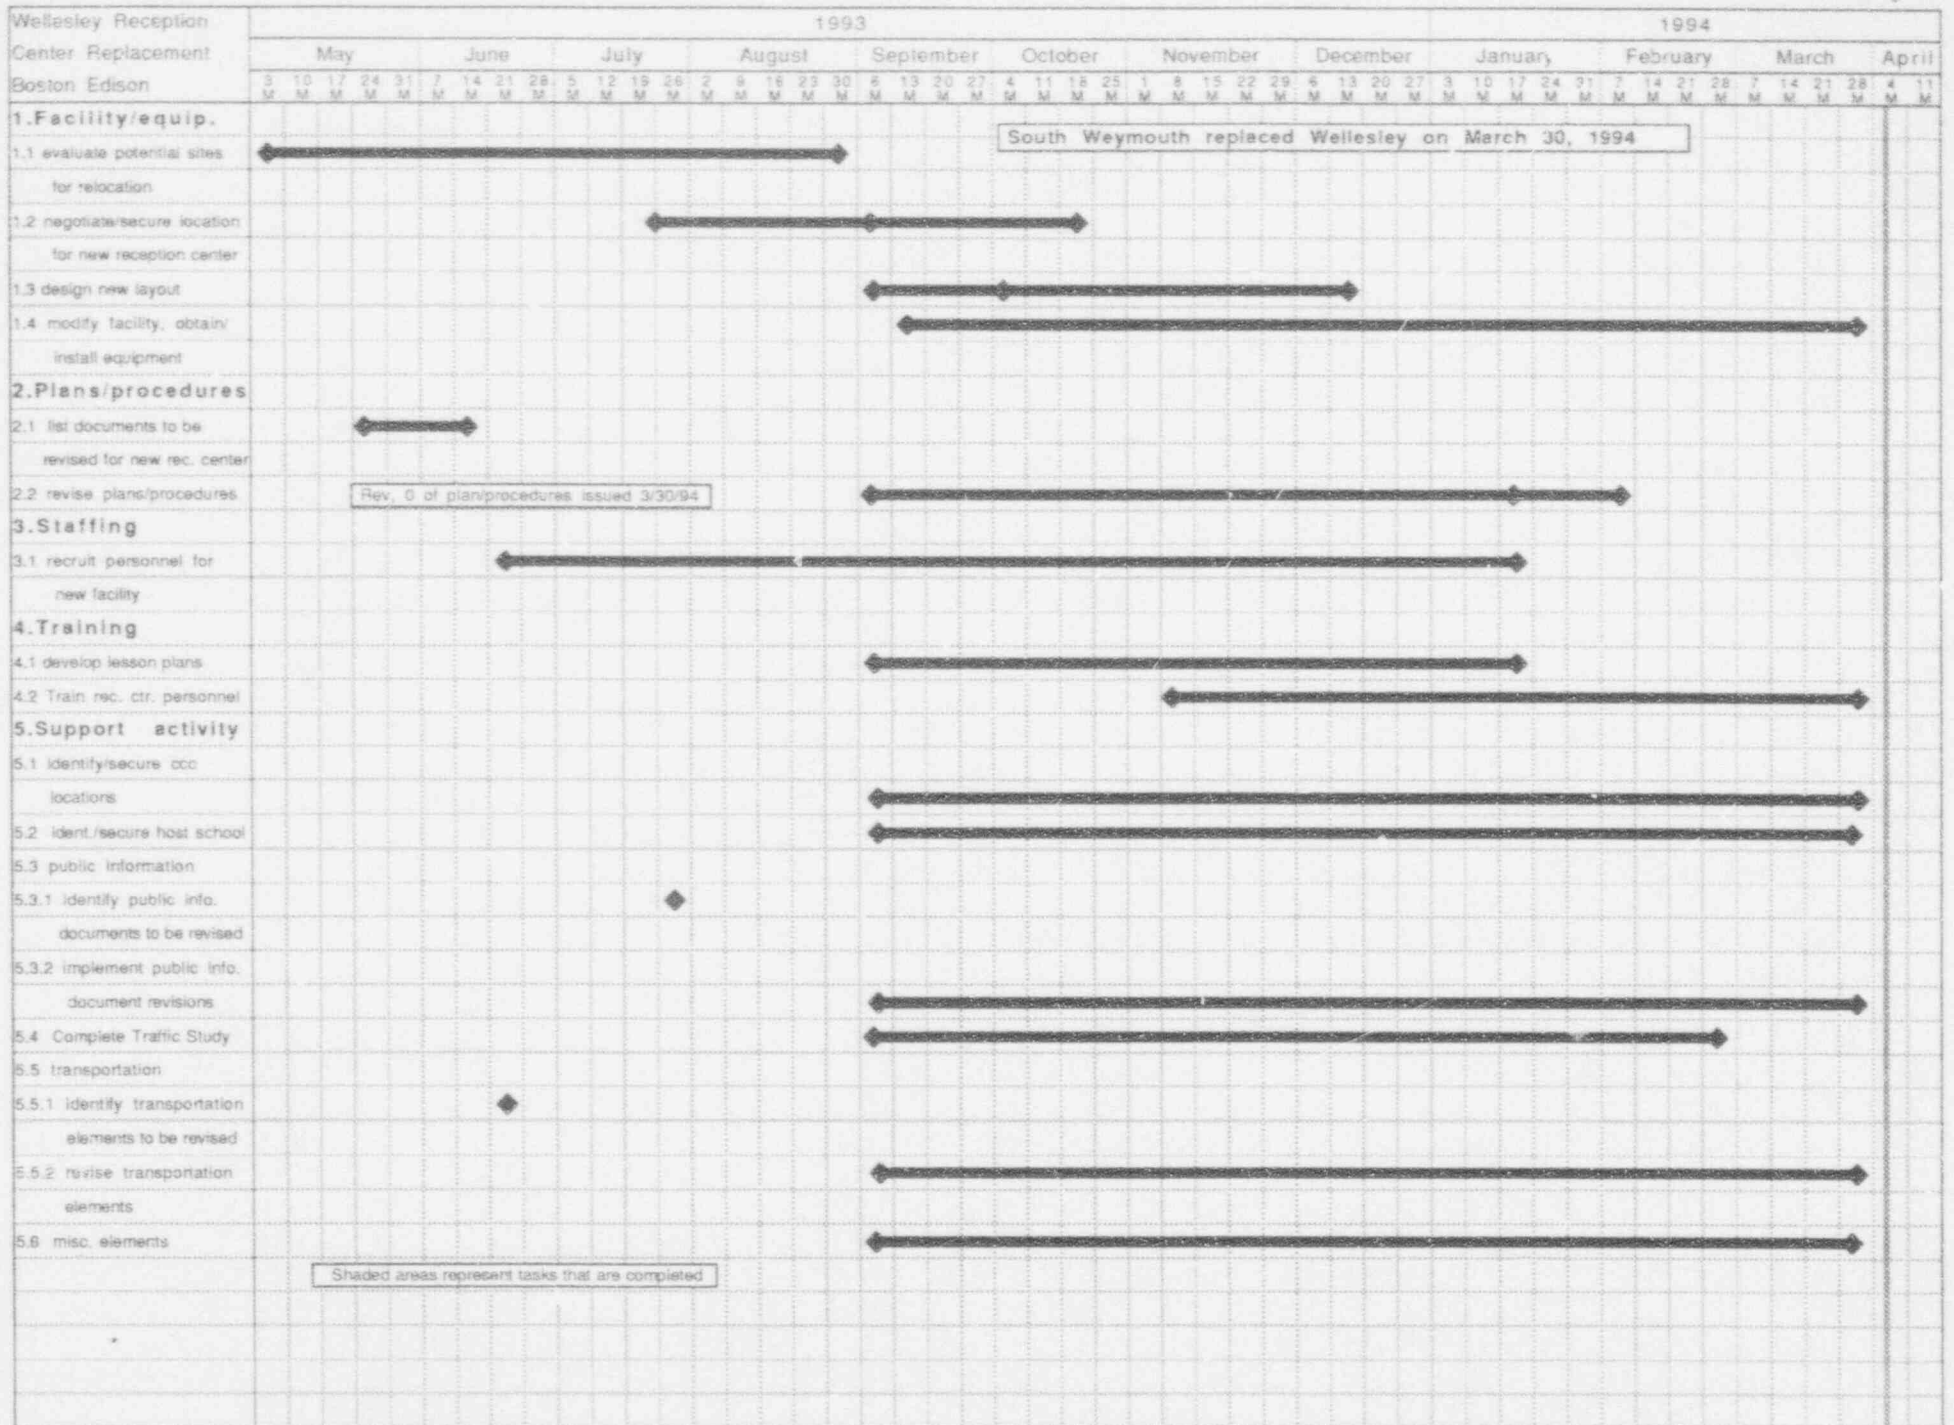 Wellesley Reception
1993
1994
Center Replacement
May June July August September October November December January February March April
Boston Edison
3 10 17 24 31 7 14 21 28 5 12 19 26 2 9 16 23 30 6 13 20 27 4 11 18 25 1 8 15 22 29 6 13 20 27 3 10 17 24 31 7 14 21 28 7 14 21 28 4 11
M M M M M M M M M M M M M M M M M M M M M M M M M M M M M M M M M M M M M M M M M M M M M M M M M M
1.Facility/equip.
South Weymouth replaced Wellesley on March 30, 1994
1.1 evaluate potential sites
for relocation
1.2 negotiate/secure location
for new reception center
1.3 design new layout
1.4 modify facility, obtain/
install equipment
2.Plans/procedures
2.1 list documents to be
revised for new rec. center
2.2 revise plans/procedures
Rev, 0 of plan/procedures issued 3/30/94
3.Staffing
3.1 recruit personnel for
new facility
4.Training
4.1 develop lesson plans
4.2 Train rec. ctr. personnel
5.Support activity
5.1 identify/secure ccc
locations
5.2 ident./secure host school
5.3 public information
5.3.1 identify public info.
documents to be revised
5.3.2 implement public info.
document revisions
5.4 Complete Traffic Study
5.5 transportation
5.5.1 identify transportation
elements to be revised
5.5.2 revise transportation
elements
5.6 misc. elements
Shaded areas represent tasks that are completed